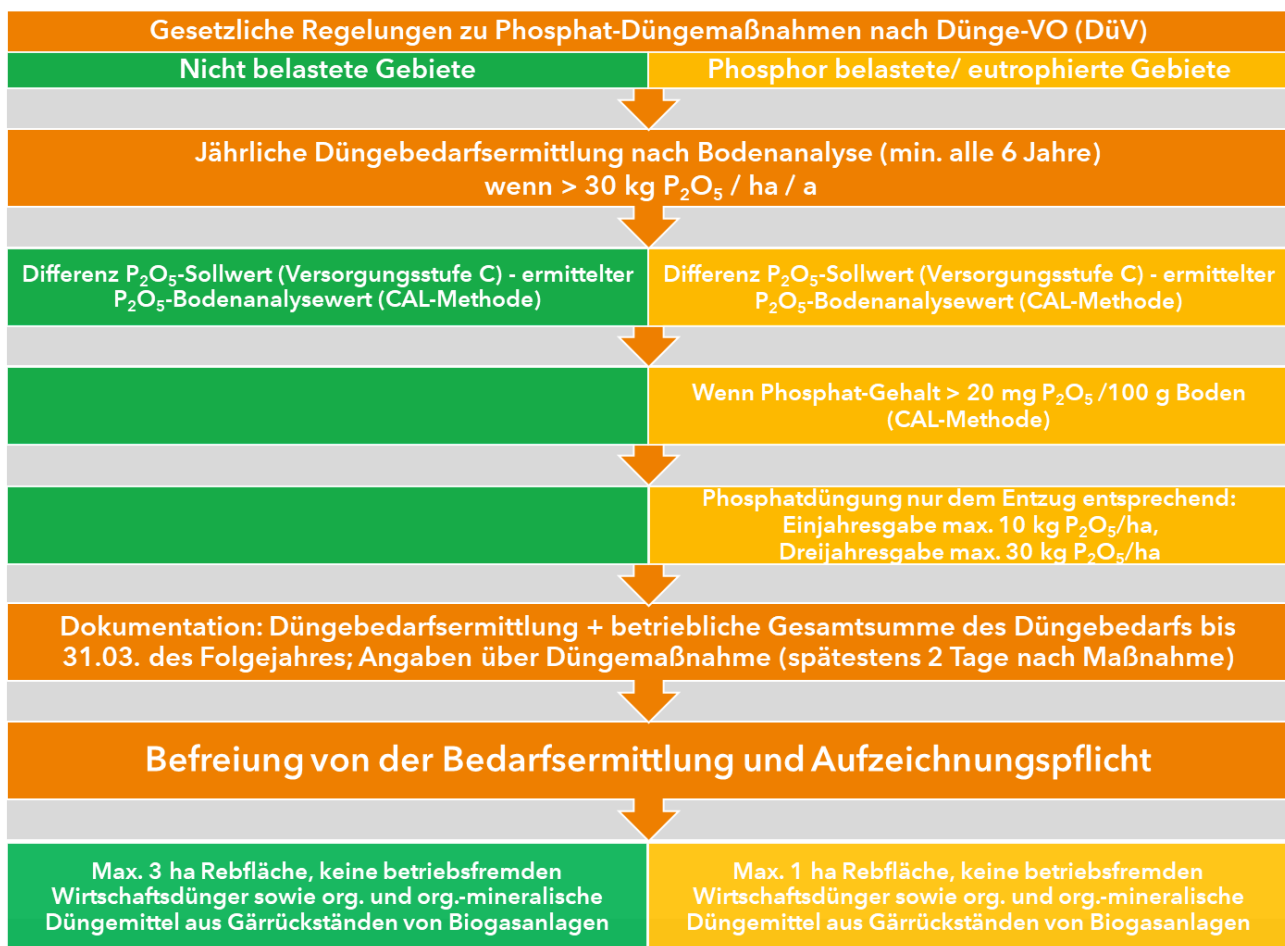 Gesetzliche Regelungen zu Phosphat-Düngemaßnahmen nach Dünge-VO (DüV)
Nicht belastete Gebiete
Phosphor belastete/ eutrophierte Gebiete
Jährliche Düngebedarfsermittlung nach Bodenanalyse (min. alle 6 Jahre)
wenn > 30 kg P₂O₅ / ha / a
Differenz P₂O₅-Sollwert (Versorgungsstufe C) - ermittelter
P₂O₅-Bodenanalysewert (CAL-Methode)
Differenz P₂O₅-Sollwert (Versorgungsstufe C) - ermittelter
P₂O₅-Bodenanalysewert (CAL-Methode)
Wenn Phosphat-Gehalt > 20 mg P₂O₅ /100 g Boden
(CAL-Methode)
Phosphatdüngung nur dem Entzug entsprechend:
Einjahresgabe max. 10 kg P₂O₅/ha,
Dreijahresgabe max. 30 kg P₂O₅/ha
Dokumentation: Düngebedarfsermittlung + betriebliche Gesamtsumme des Düngebedarfs bis
31.03. des Folgejahres; Angaben über Düngemaßnahme (spätestens 2 Tage nach Maßnahme)
Befreiung von der Bedarfsermittlung und Aufzeichnungspflicht
Max. 3 ha Rebfläche, keine betriebsfremden
Wirtschaftsdünger sowie org. und org.-mineralische
Düngemittel aus Gärrückständen von Biogasanlagen
Max. 1 ha Rebfläche, keine betriebsfremden
Wirtschaftsdünger sowie org. und org.-mineralische
Düngemittel aus Gärrückständen von Biogasanlagen